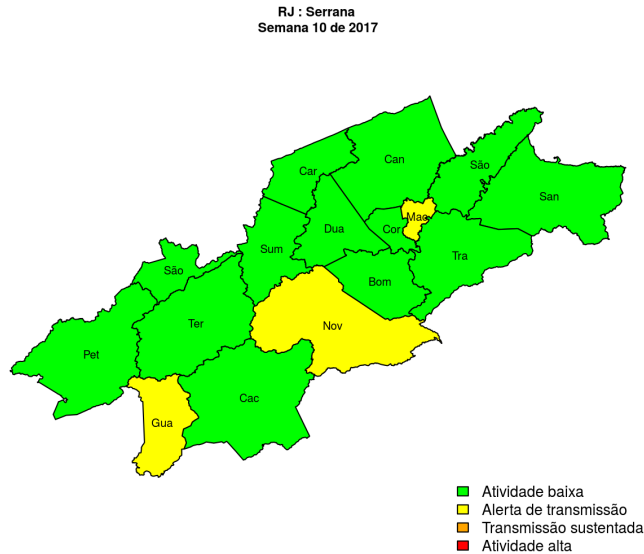 RJ : Serrana
Semana 10 de 2017
Can
Car
São
San
Mac
Dua
Cor
Sum
Tra
São
Bom
Ter
Nov
Pet
Cac
Gua
Atividade baixa
Alerta de transmissão
Transmissão sustentada
Atividade alta